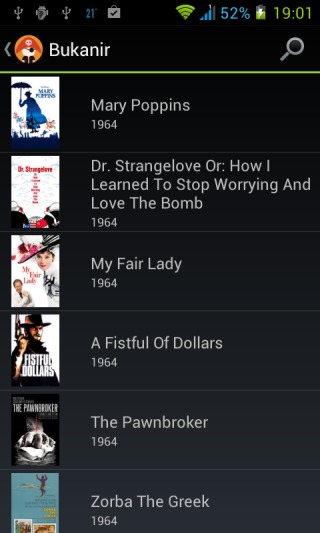 21° 52% 19:01
Bukanir
MARY POPPINS
Mary Poppins
1964
Dr. Strangelove
Dr. Strangelove Or: How I
Learned To Stop Worrying And
Love The Bomb
1964
My Fair Lady
My Fair Lady
1964
FISTFUL
DOLLARS
A Fistful Of Dollars
1964
THE PAWNBROKER
The Pawnbroker
1964
Zorba The Greek
1964